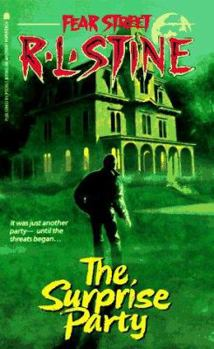 FEAR STREET
R·L·STINE
It was just another
party— until the
threats began...
The
Surprise
Party